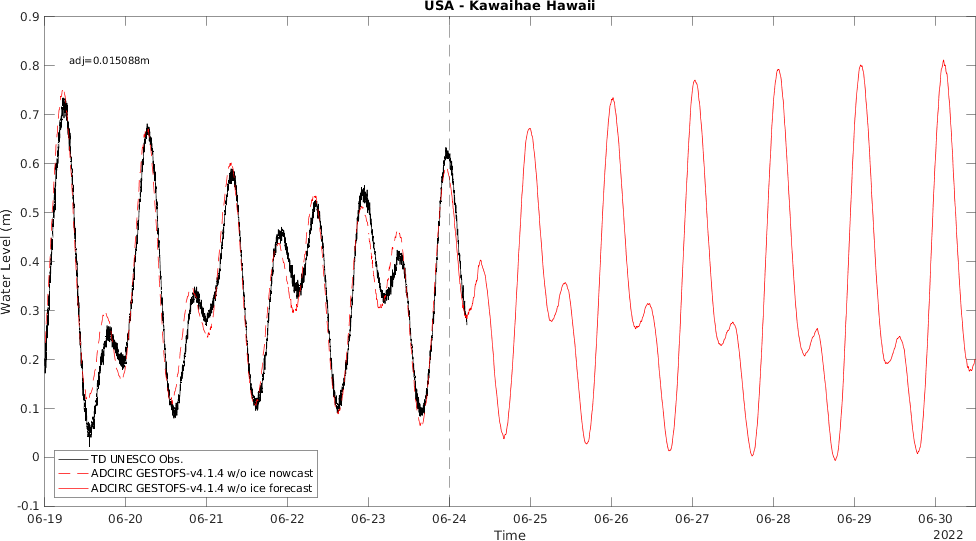 USA - Kawaihae Hawaii
adj=0.015088m
Water Level (m)
0.9
0.8
0.7
0.6
0.5
0.4
0.3
0.2
0.1
0
-0.1
TD UNESCO Obs.
ADCIRC GESTOFS-v4.1.4 w/o ice nowcast
ADCIRC GESTOFS-v4.1.4 w/o ice forecast
06-19 06-20 06-21 06-22 06-23 06-24 06-25 06-26 06-27 06-28 06-29 06-30
Time
2022